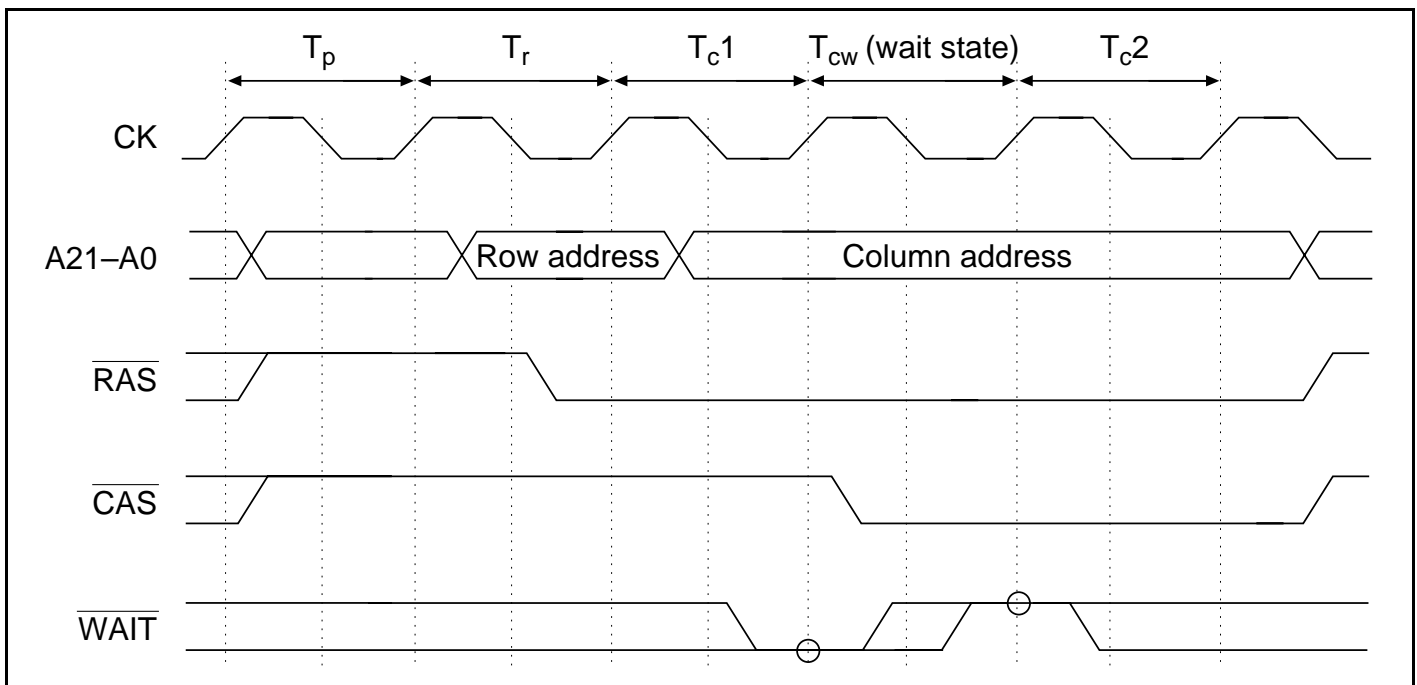 Tp Tr Tc1 Tcw (wait state) Tc2
CK
A21–A0 Row address Column address
RAS
CAS
WAIT